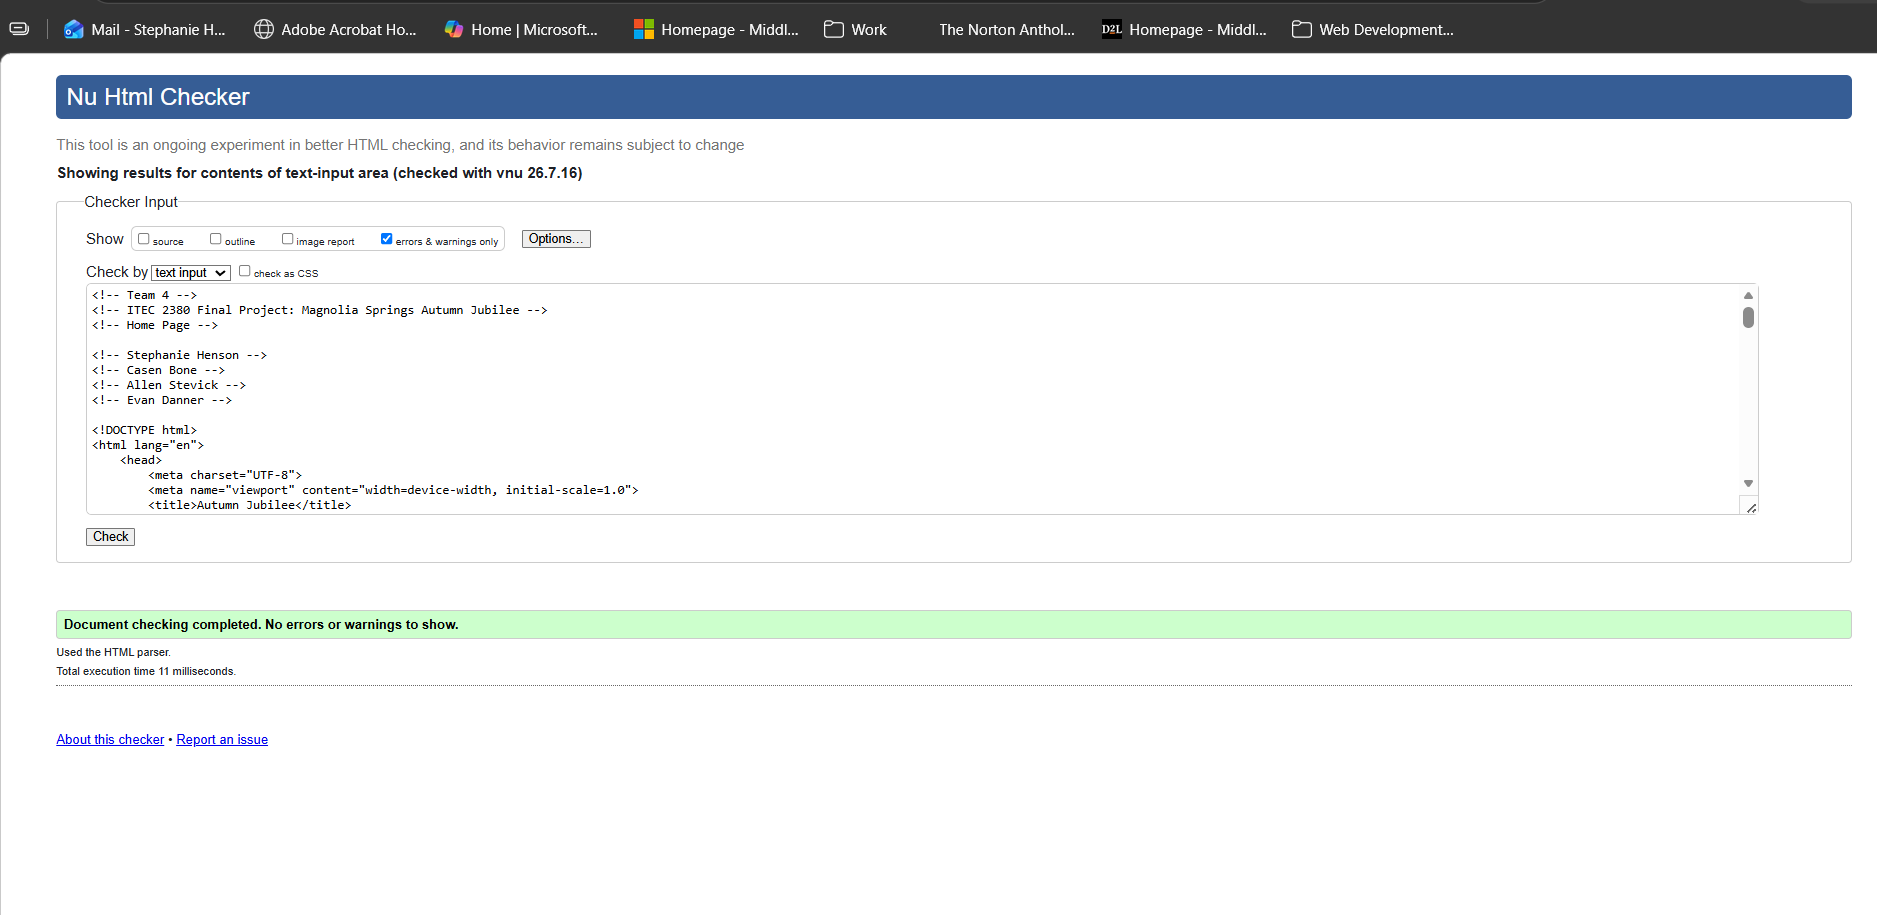 Mail - Stephanie H... Adobe Acrobat Ho... Home | Microsoft... Homepage - Middl... Work The Norton Anthol... D2L Homepage - Middl... Web Development...
Nu Html Checker
This tool is an ongoing experiment in better HTML checking, and its behavior remains subject to change
Showing results for contents of text-input area (checked with vnu 26.7.16)
Checker Input
Show source outline image report errors & warnings only Options...
Check by text input check as CSS
<!-- Team 4 -->
<!-- ITEC 2380 Final Project: Magnolia Springs Autumn Jubilee -->
<!-- Home Page -->
<!-- Stephanie Henson -->
<!-- Casen Bone -->
<!-- Allen Stevick -->
<!-- Evan Danner -->
<!DOCTYPE html>
<html lang="en">
<head>
<meta charset="UTF-8">
<meta name="viewport" content="width=device-width, initial-scale=1.0">
<title>Autumn Jubilee</title>
Check
Document checking completed. No errors or warnings to show.
Used the HTML parser.
Total execution time 11 milliseconds.
About this checker • Report an issue